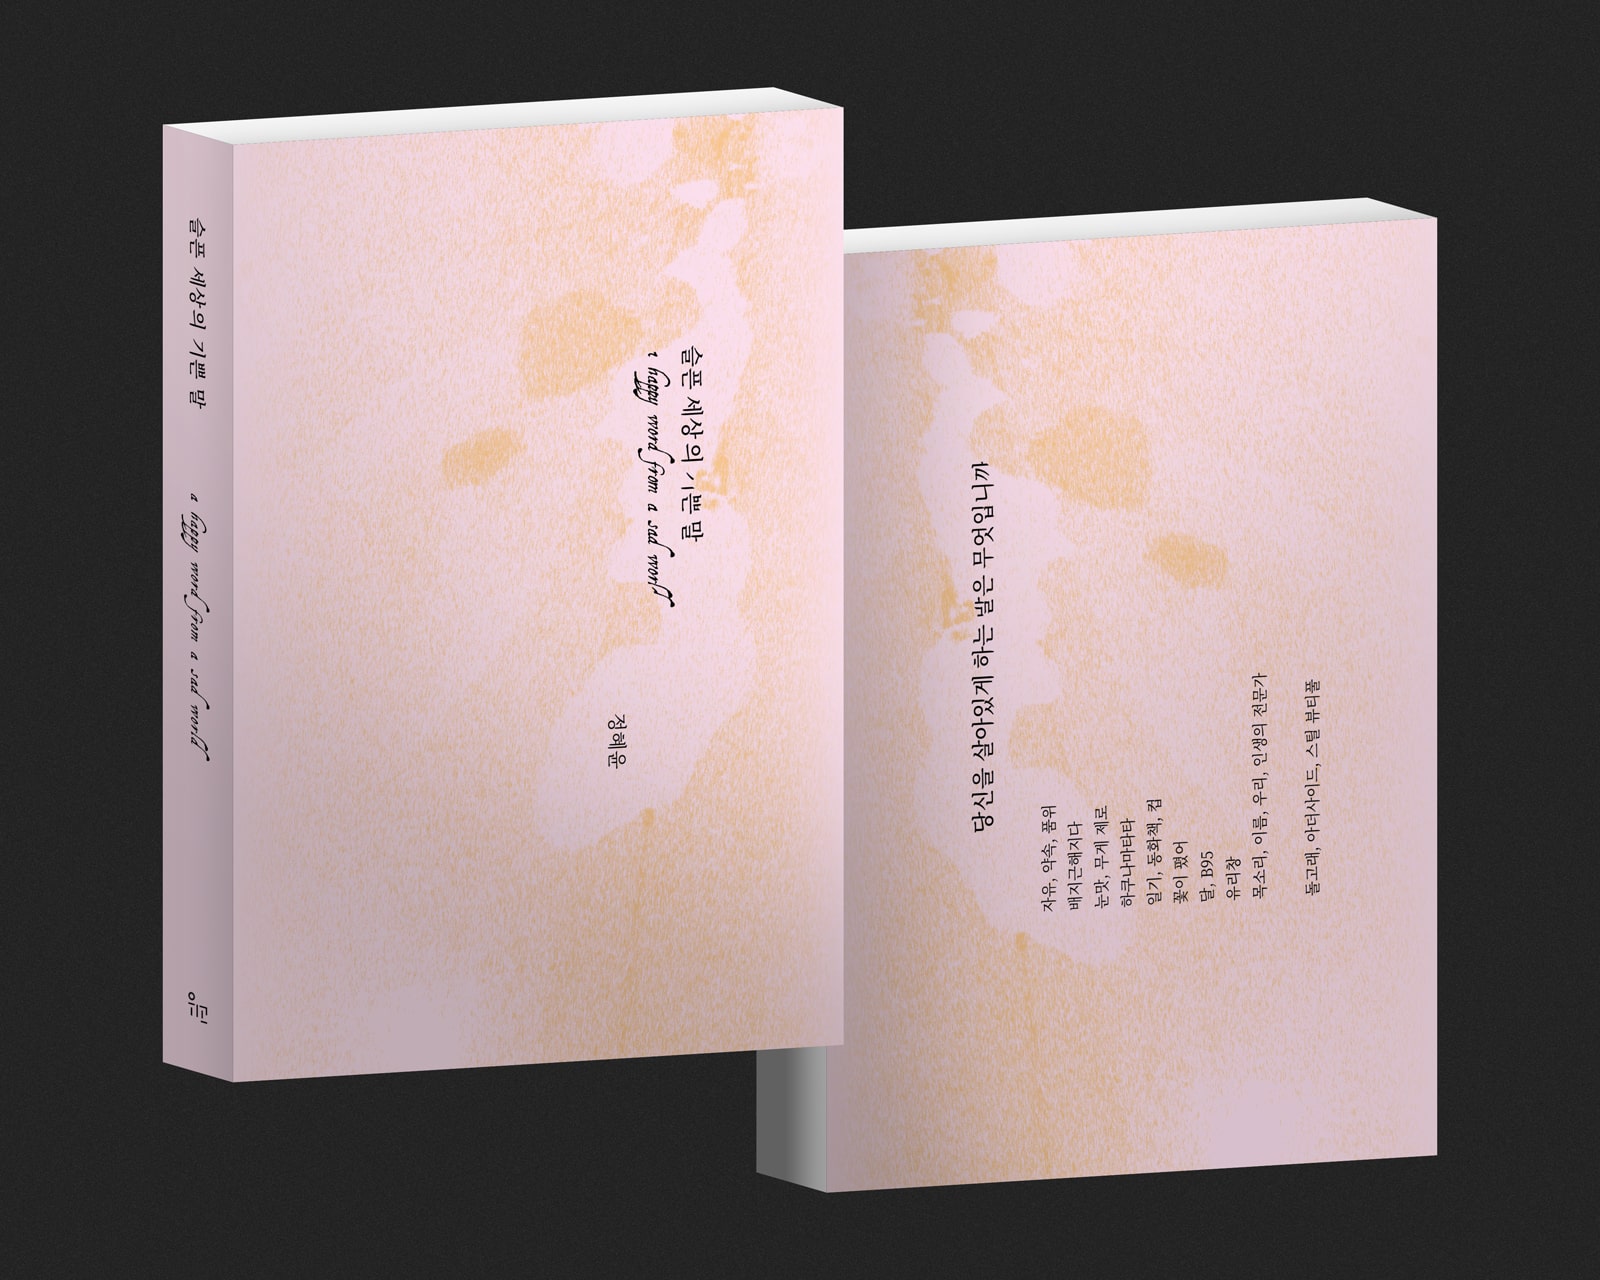 슬픈 세상의 기쁜 말
a happy word from a sad world
위고
슬픈 세상의 기쁜 말
a happy word from a sad world
정혜윤
당신을 살아있게 하는 말은 무엇입니까
자유, 약속, 품위
배지근해지다
눈맛, 무게 제로
하쿠나마타타
일기, 동화책, 컵
꽃이 폈어
달, B95
유리창
목소리, 이름, 우리, 인생의 전문가
돌고래, 아더사이드, 스틸 뷰티풀